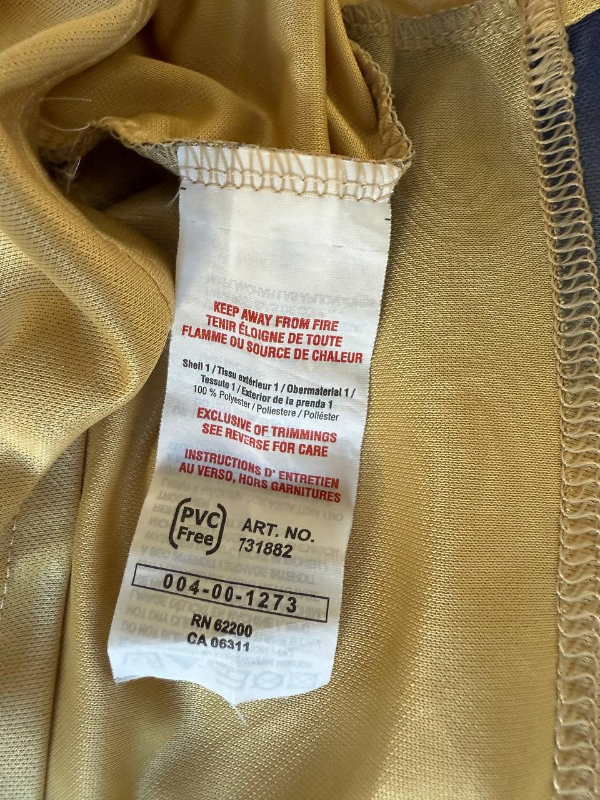 KEEP AWAY FROM FIRE
TENIR ÉLOIGNE DE TOUTE
FLAMME OU SOURCE DE CHALEUR
Shell 1 / Tissu extérieur 1 / Obermaterial 1 /
Tessuto 1 / Exterior de la prenda 1
100 % Polyester / Poliestere / Poliéster
EXCLUSIVE OF TRIMMINGS
SEE REVERSE FOR CARE
INSTRUCTIONS D' ENTRETIEN
AU VERSO, HORS GARNITURES
PVC
Free
ART. NO.
731882
004-00-1273
RN 62200
CA 06311